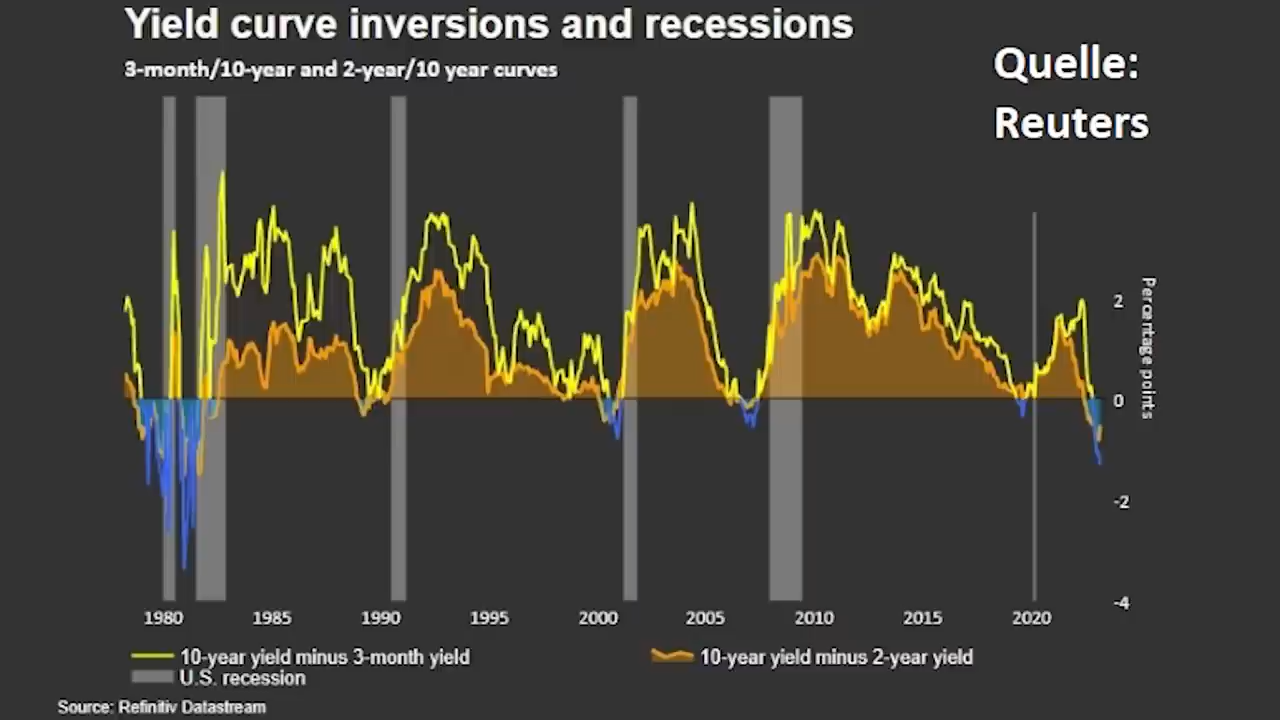 Yield curve inversions and recessions
3-month/10-year and 2-year/10 year curves
Quelle:
Reuters
2
0
-2
-4
Percentage points
1980 1985 1990 1995 2000 2005 2010 2015 2020
10-year yield minus 3-month yield
10-year yield minus 2-year yield
U.S. recession
Source: Refinitiv Datastream